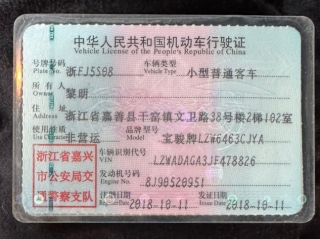 中华人民共和国机动车行驶证
Vehicle License of the People's Republic of China
号牌号码 浙FJ5S08 车辆类型 小型普通客车
Plate No. Vehicle Type
所有人 黎明
Owner
住址 浙江省嘉善县干窑镇文卫路38号楼2梯102室
Address
使用性质 非营运 品牌型号 宝骏牌LZW6463CJYA
Use Character Model
浙江省嘉兴市公安局交通警察支队
车辆识别代号 LZWADAGA3JF478826
VIN
发动机号码 8J90520951
Engine No.
注册日期 2018-10-11 发证日期 2018-10-11
Register Date Issue Date